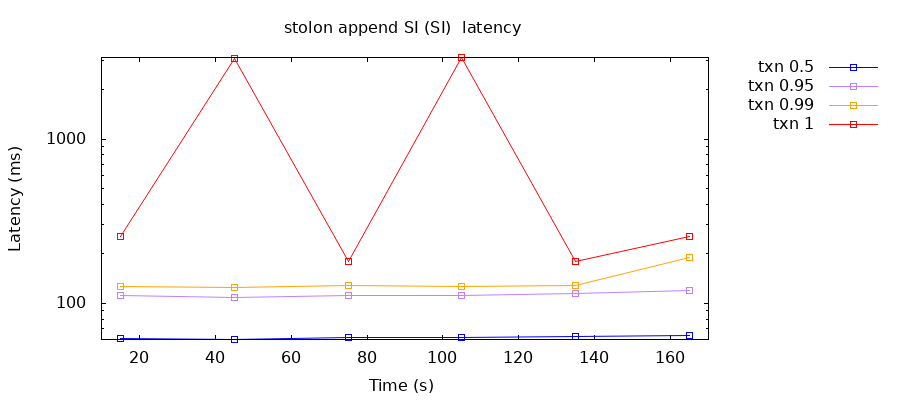 stolon append SI (SI)  latency
txn 0.5
txn 0.95
txn 0.99
txn 1
1000
100
Latency (ms)
20 40 60 80 100 120 140 160
Time (s)